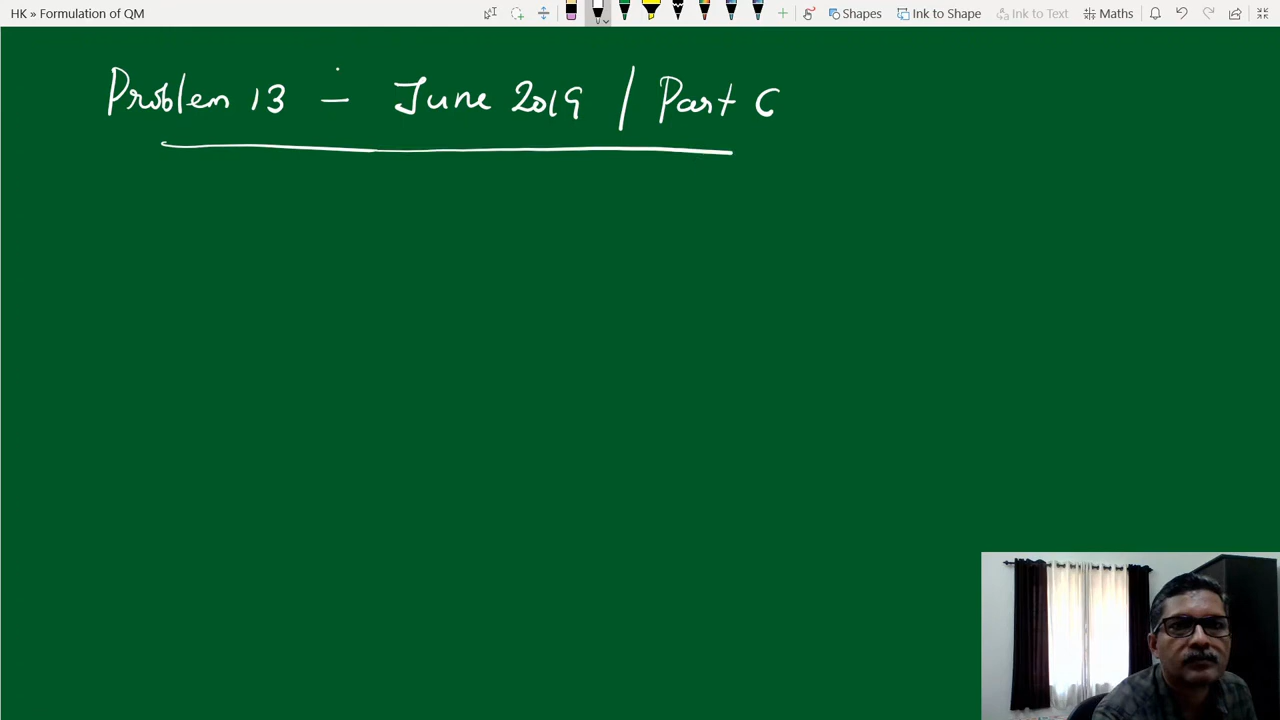 HK » Formulation of QM
Shapes Ink to Shape Ink to Text Maths
Problem 13 - June 2019 / Part C